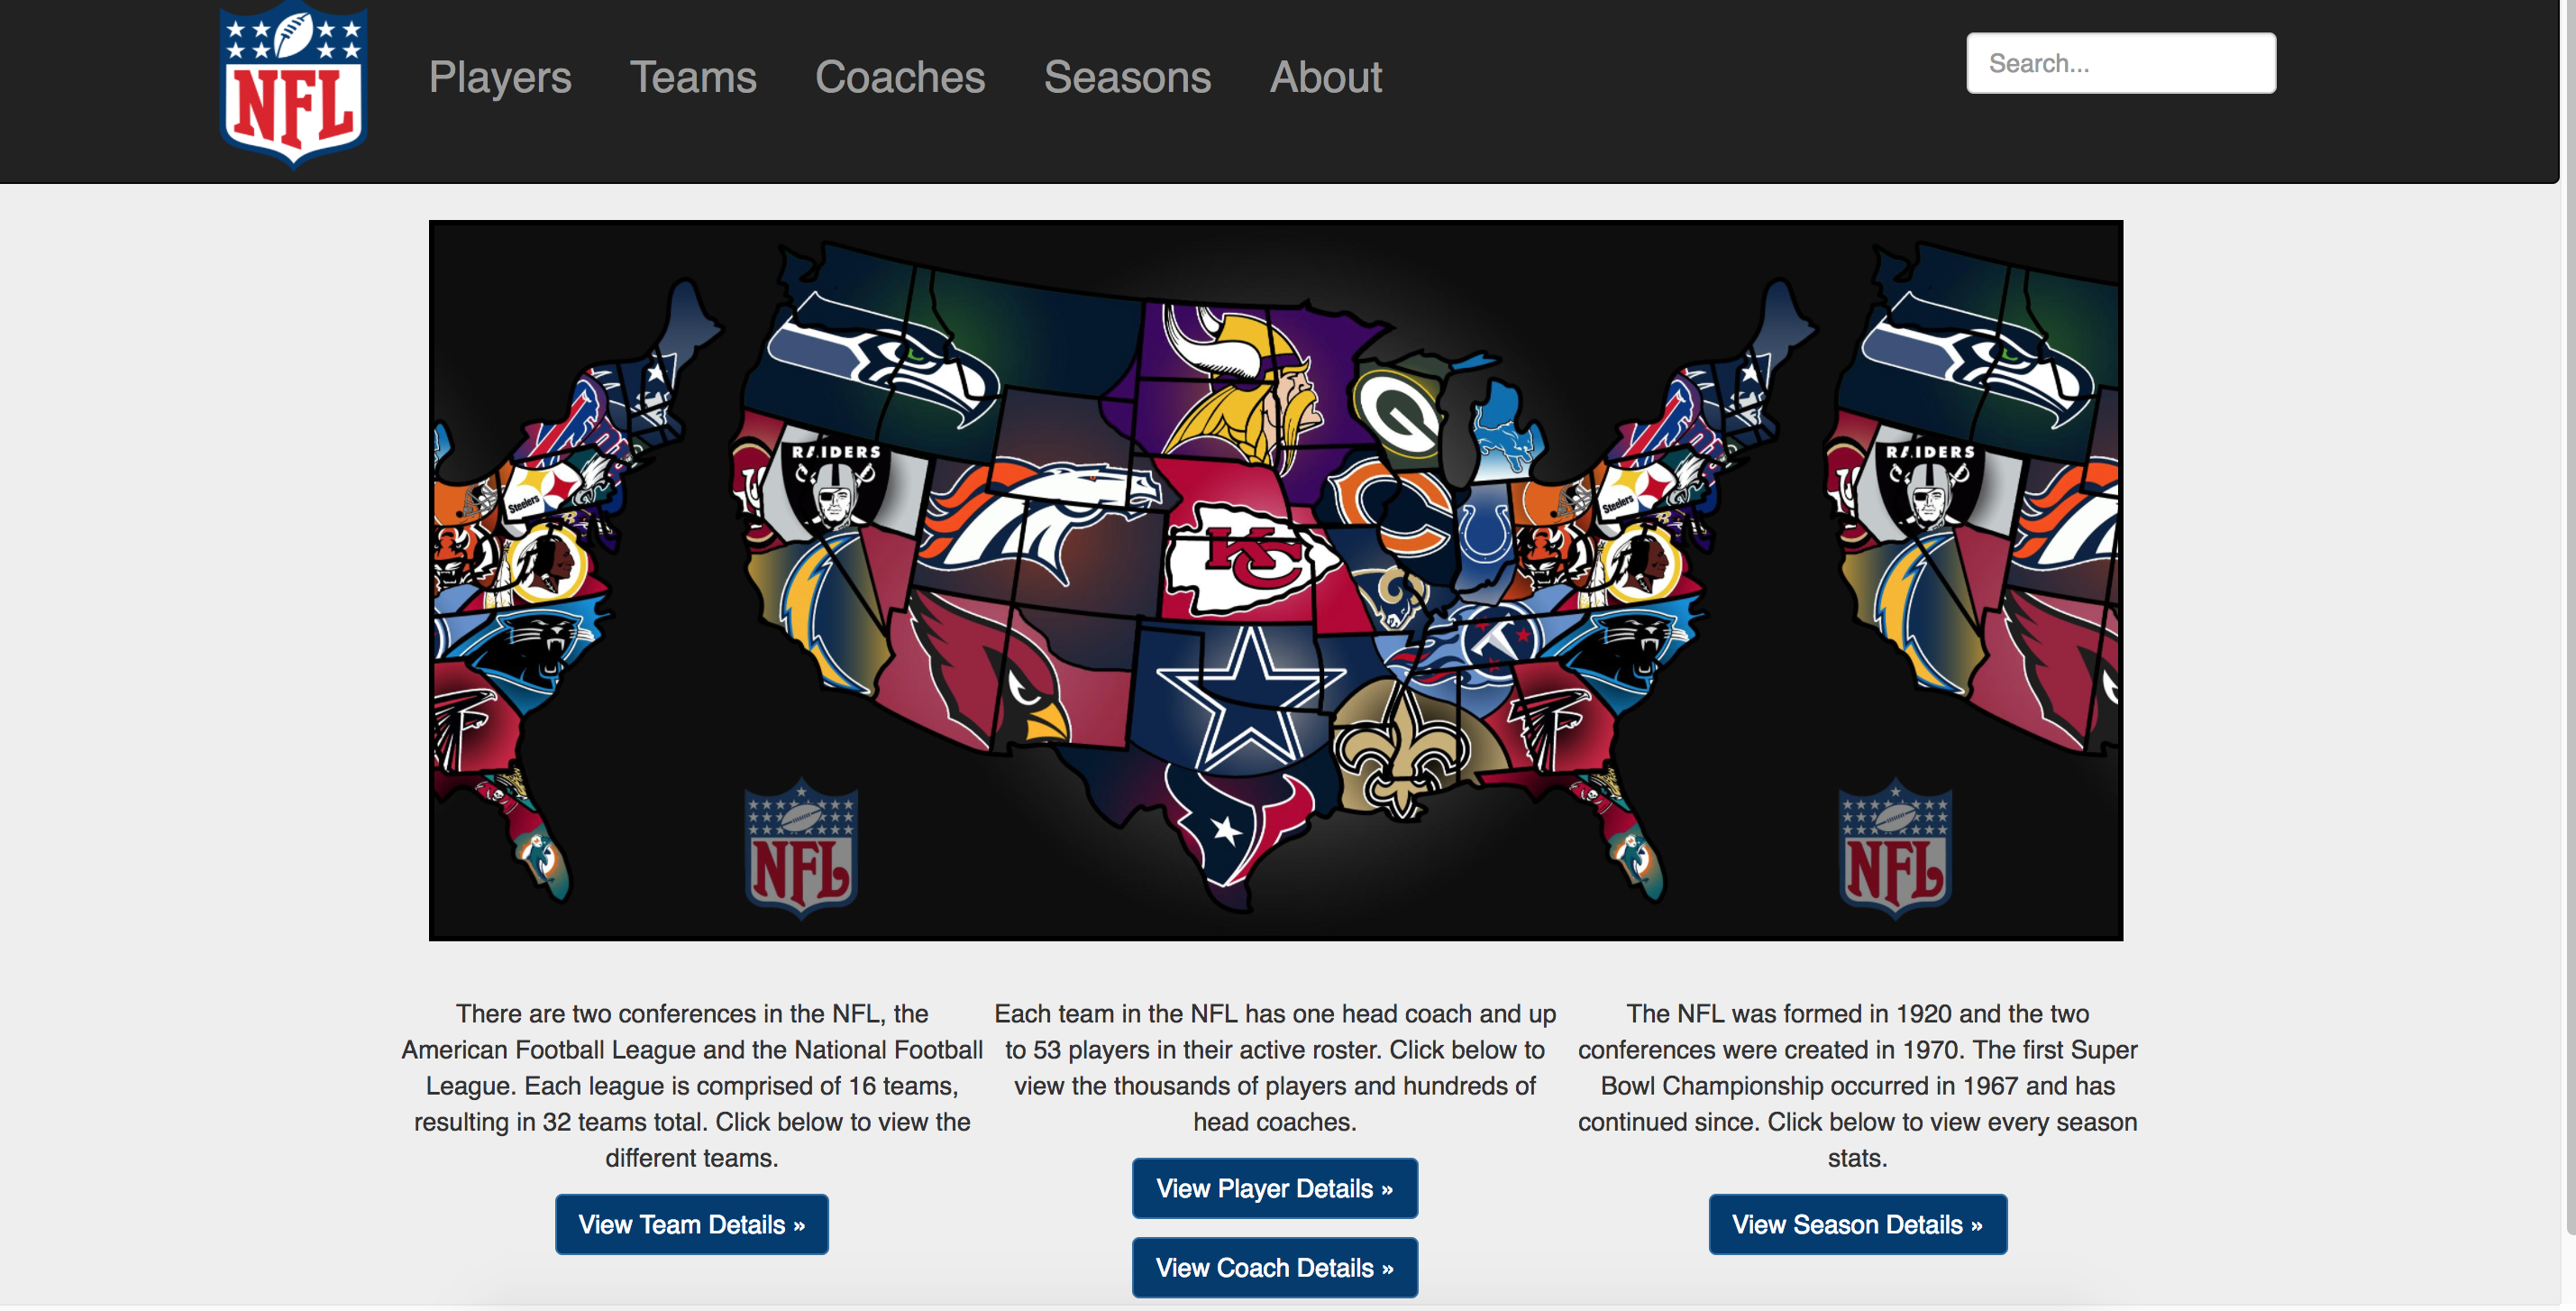 NFL
Players Teams Coaches Seasons About
Search...
RAIDERS
Steelers
KC
RAIDERS
Steelers
NFL
NFL
There are two conferences in the NFL, the
American Football League and the National Football
League. Each league is comprised of 16 teams,
resulting in 32 teams total. Click below to view the
different teams.
View Team Details »
Each team in the NFL has one head coach and up
to 53 players in their active roster. Click below to
view the thousands of players and hundreds of
head coaches.
View Player Details »
View Coach Details »
The NFL was formed in 1920 and the two
conferences were created in 1970. The first Super
Bowl Championship occurred in 1967 and has
continued since. Click below to view every season
stats.
View Season Details »